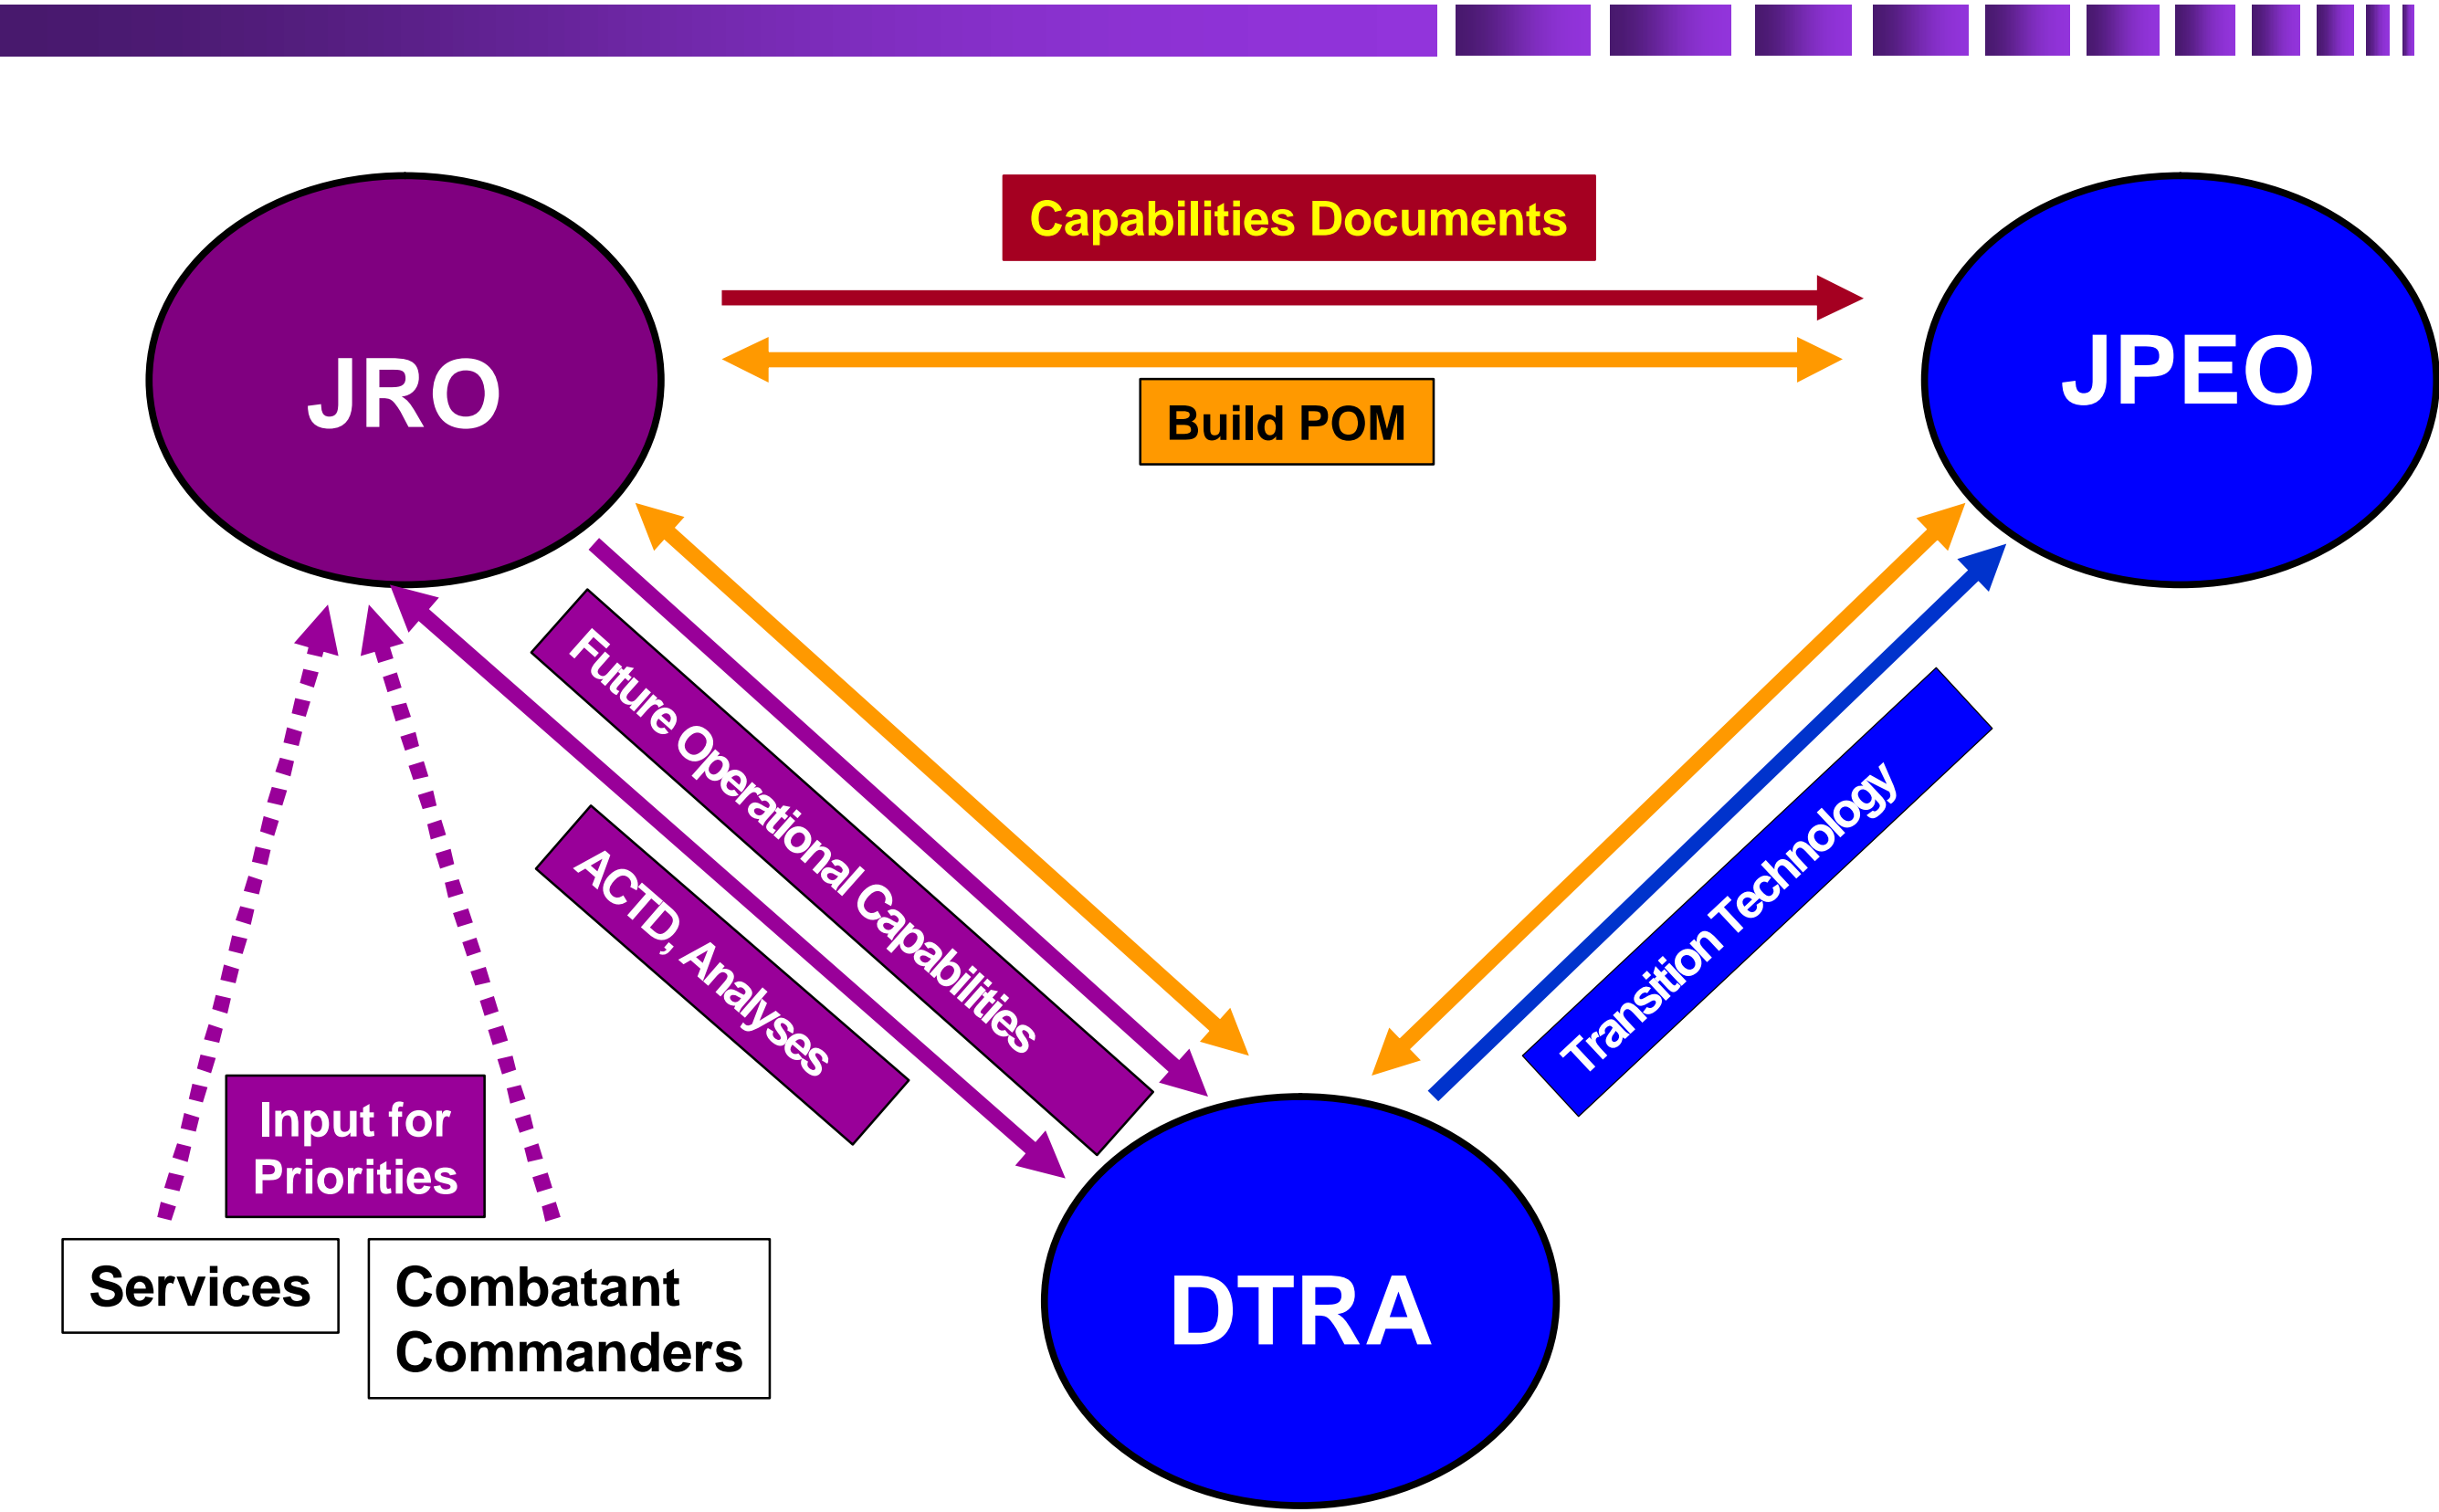 Capabilities Documents
JRO
JPEO
Build POM
Future Operational Capabilities
ACTD Analyses
Transition Technology
Input for
Priorities
Services
Combatant
Commanders
DTRA